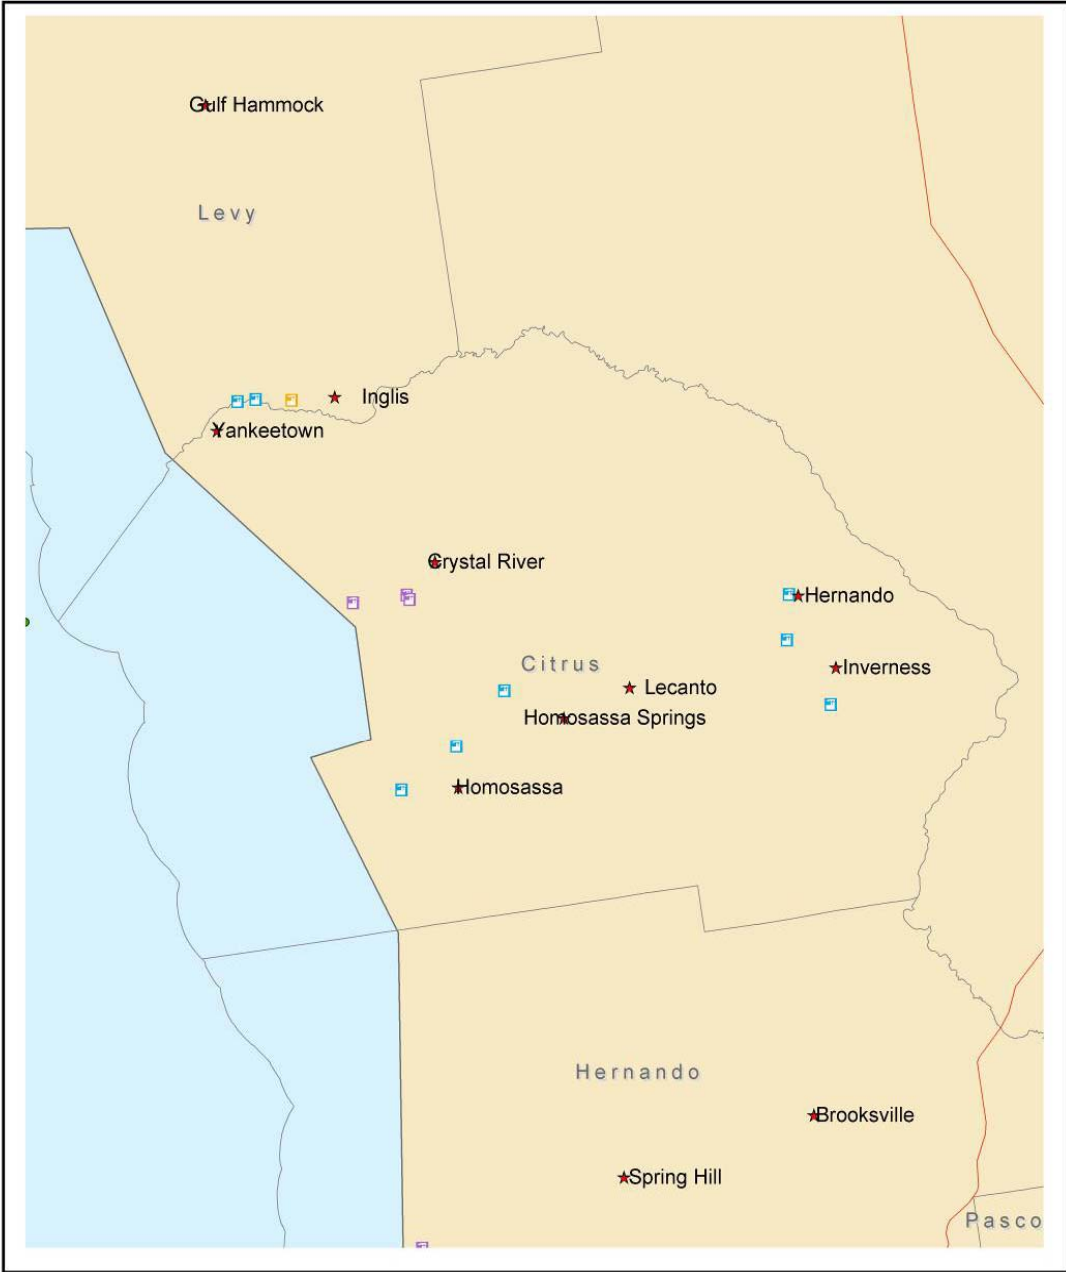 Gulf Hammock
Levy
Inglis
Yankeetown
Crystal River
Hernando
Citrus
Inverness
Lecanto
Homosassa Springs
Homosassa
Hernando
Brooksville
Spring Hill
Pasco